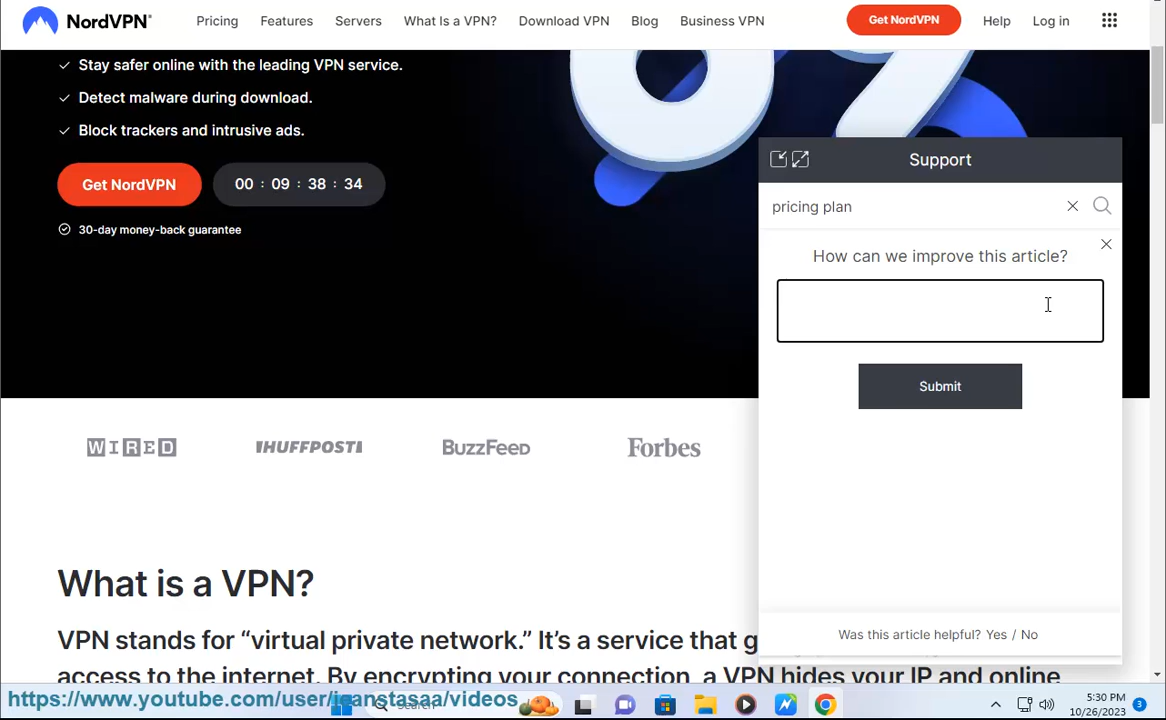 NordVPN®
Pricing Features Servers What Is a VPN? Download VPN Blog Business VPN Get NordVPN Help Log in
Stay safer online with the leading VPN service.
Detect malware during download.
Block trackers and intrusive ads.
Get NordVPN 00 : 09 : 38 : 34
30-day money-back guarantee
Support
pricing plan
How can we improve this article?
Submit
Was this article helpful? Yes / No
WIRED IHUFFPOSTI BuzzFeed Forbes
What is a VPN?
VPN stands for “virtual private network.” It’s a service that
access to the internet. By encrypting your connection, a VPN hides your IP and online
https://www.youtube.com/user/jeanstasaa/videos
Search
5:30 PM
10/26/2023
3